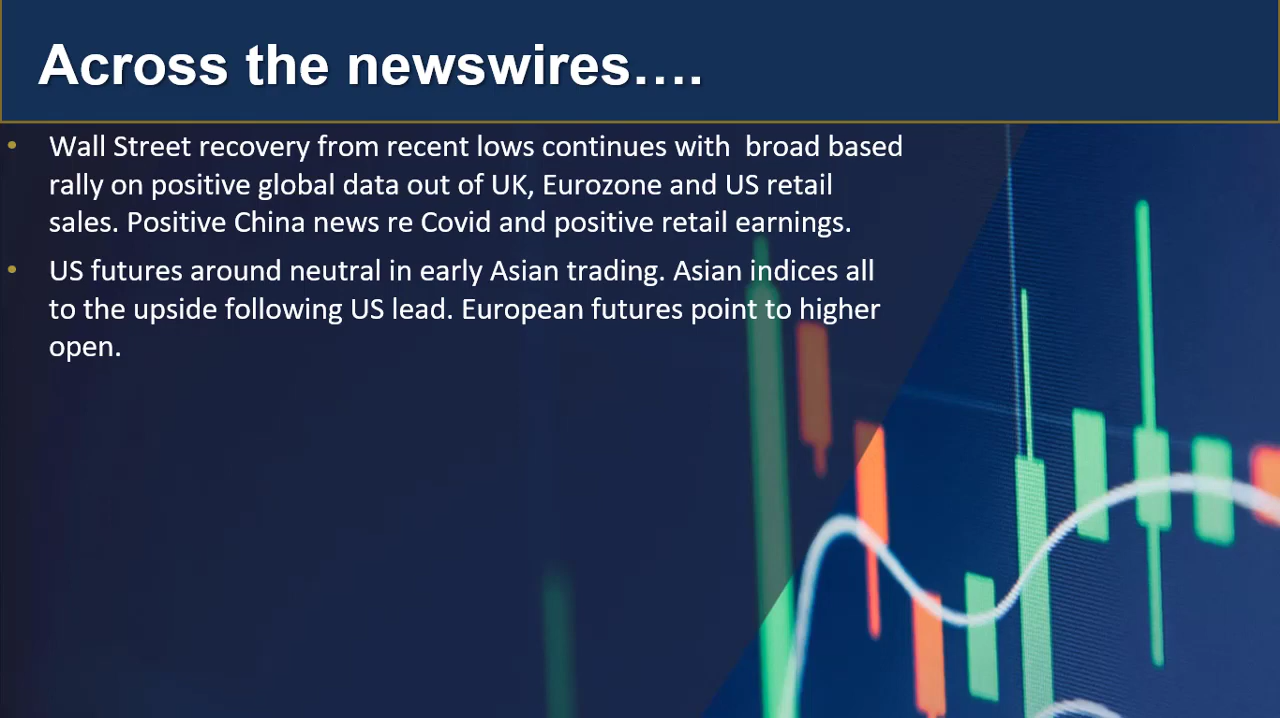 Across the newswires….
• Wall Street recovery from recent lows continues with  broad based
rally on positive global data out of UK, Eurozone and US retail
sales. Positive China news re Covid and positive retail earnings.
• US futures around neutral in early Asian trading. Asian indices all
to the upside following US lead. European futures point to higher
open.